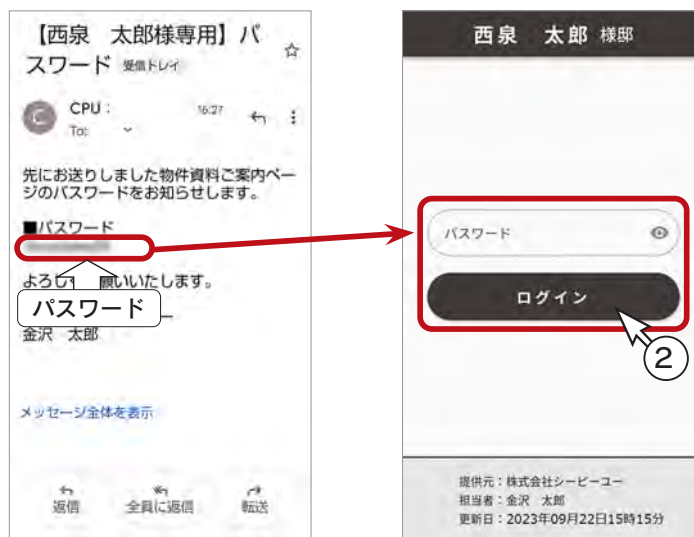 【西泉　太郎様専用】パ
スワード 受信トレイ
C
CPU :
16:27
To:
先にお送りしました物件資料ご案内ペー
ジのパスワードをお知らせします。
■パスワード
よろし 願いいたします。
パスワード
金沢　太郎
メッセージ全体を表示
返信
全員に返信
転送
西泉　太郎 様邸
パスワード
ログイン
②
提供元：株式会社シーピーユー
担当者：金沢　太郎
更新日：2023年09月22日15時15分